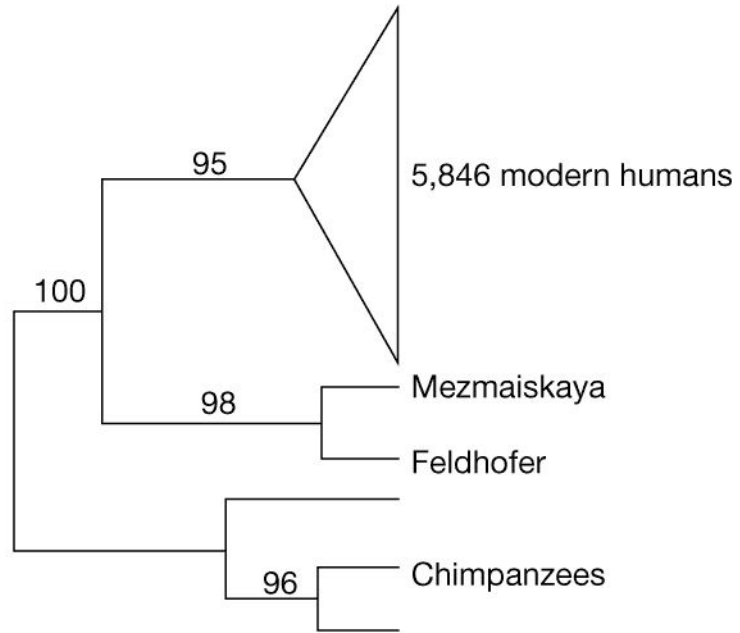 95
5,846 modern humans
100
Mezmaiskaya
98
Feldhofer
96
Chimpanzees